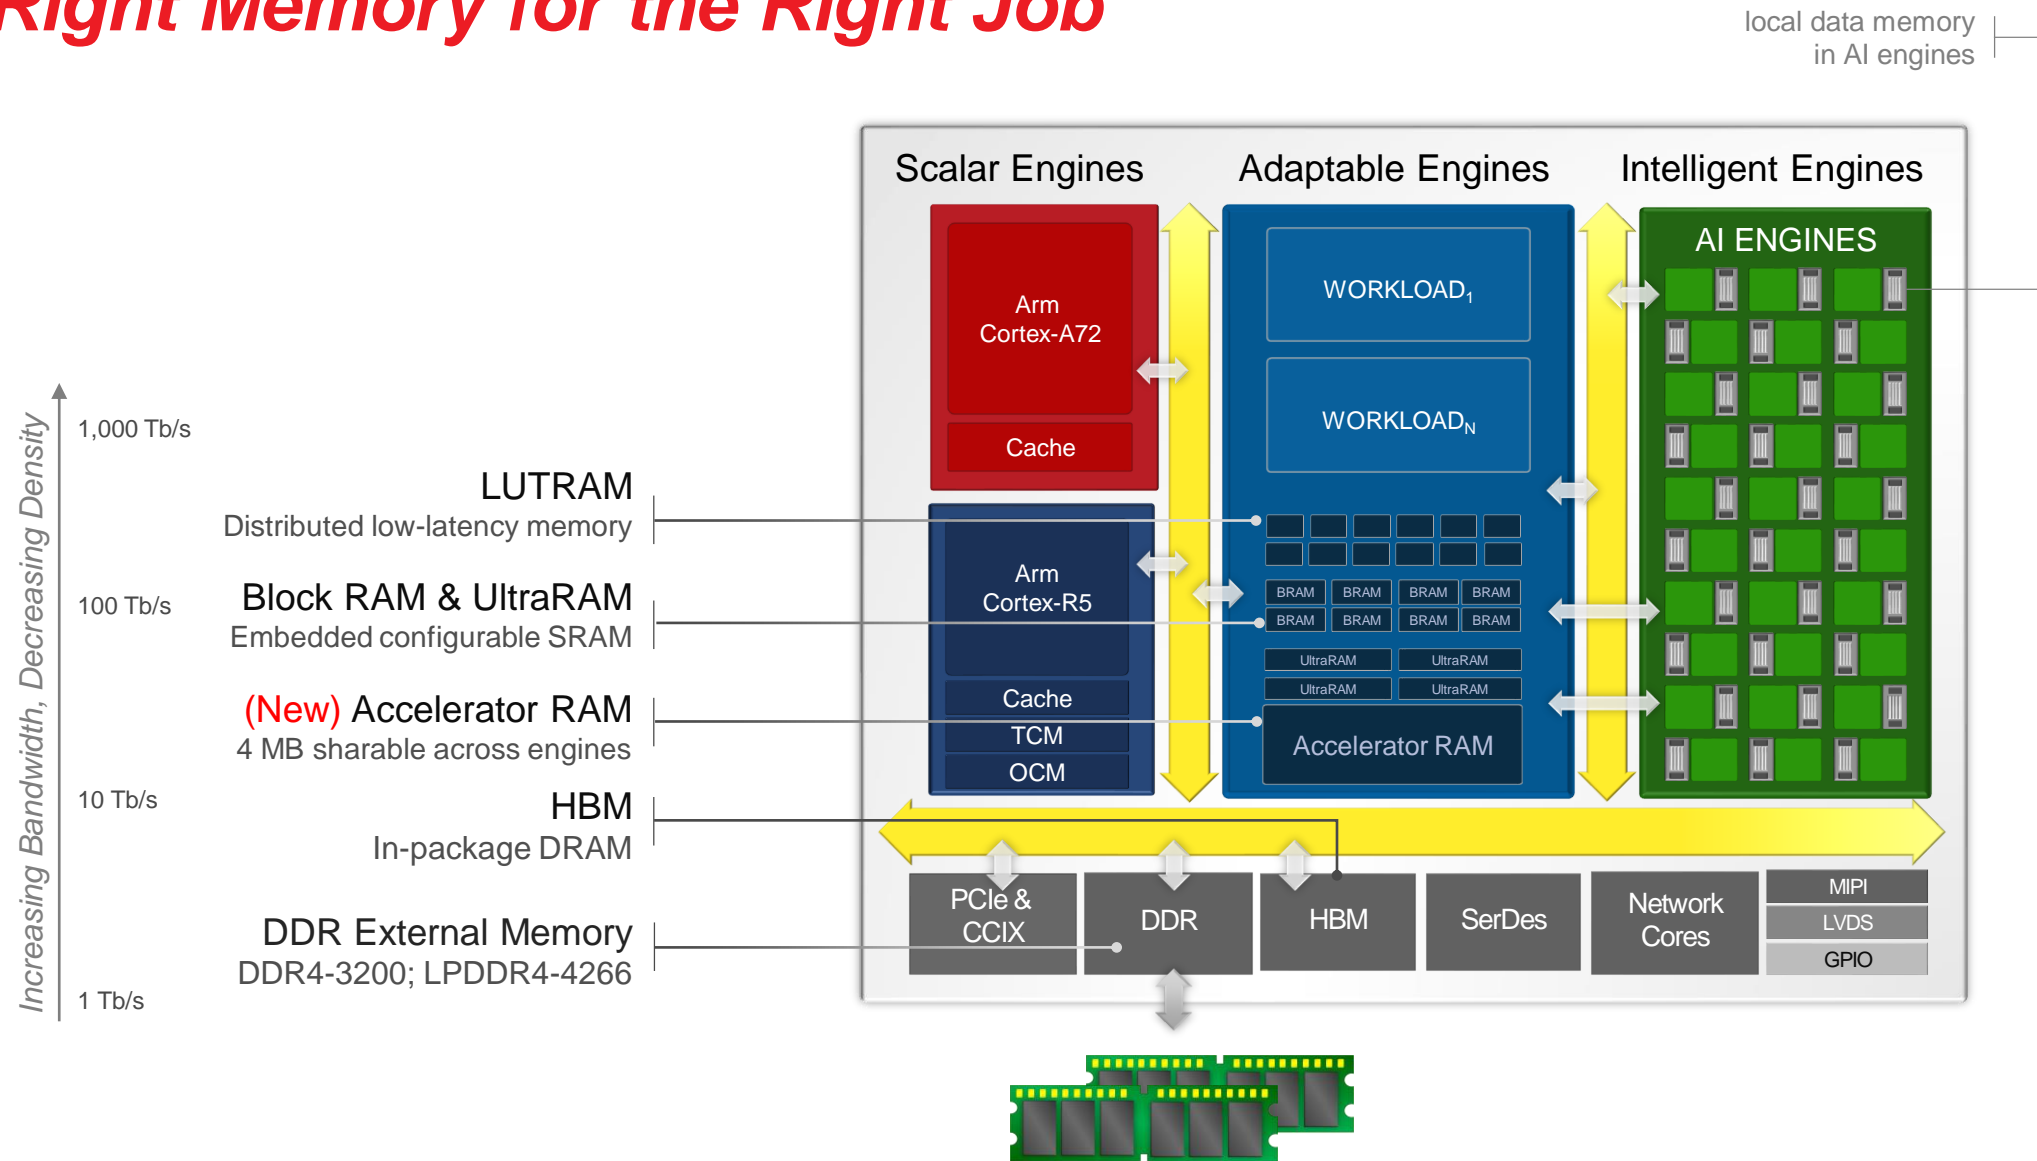 Right Memory for the Right Job
local data memory
in AI engines
Increasing Bandwidth, Decreasing Density
1,000 Tb/s
100 Tb/s
10 Tb/s
1 Tb/s
LUTRAM
Distributed low-latency memory
Block RAM & UltraRAM
Embedded configurable SRAM
(New) Accelerator RAM
4 MB sharable across engines
HBM
In-package DRAM
DDR External Memory
DDR4-3200; LPDDR4-4266
Scalar Engines
Arm
Cortex-A72
Cache
Arm
Cortex-R5
Cache
TCM
OCM
Adaptable Engines
WORKLOAD₁
WORKLOAD_N
BRAM BRAM BRAM BRAM
BRAM BRAM BRAM BRAM
UltraRAM UltraRAM
UltraRAM UltraRAM
Accelerator RAM
Intelligent Engines
AI ENGINES
PCIe &
CCIX
DDR
HBM
SerDes
Network
Cores
MIPI
LVDS
GPIO